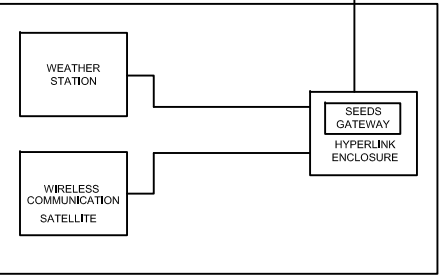 WEATHER
STATION
SEEDS
GATEWAY
HYPERLINK
ENCLOSURE
WIRELESS
COMMUNICATION
SATELLITE